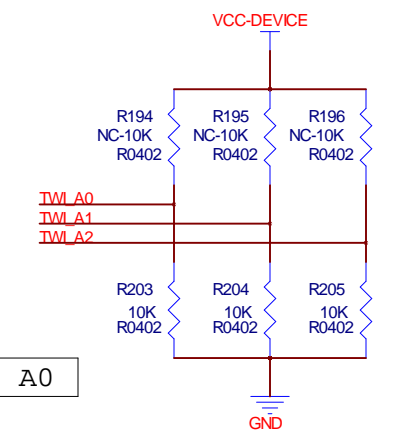 VCC-DEVICE
R194 R195 R196
NC-10K NC-10K NC-10K
R0402 R0402 R0402
TWI_A0
TWI_A1
TWI_A2
R203 R204 R205
10K 10K 10K
R0402 R0402 R0402
A0
GND